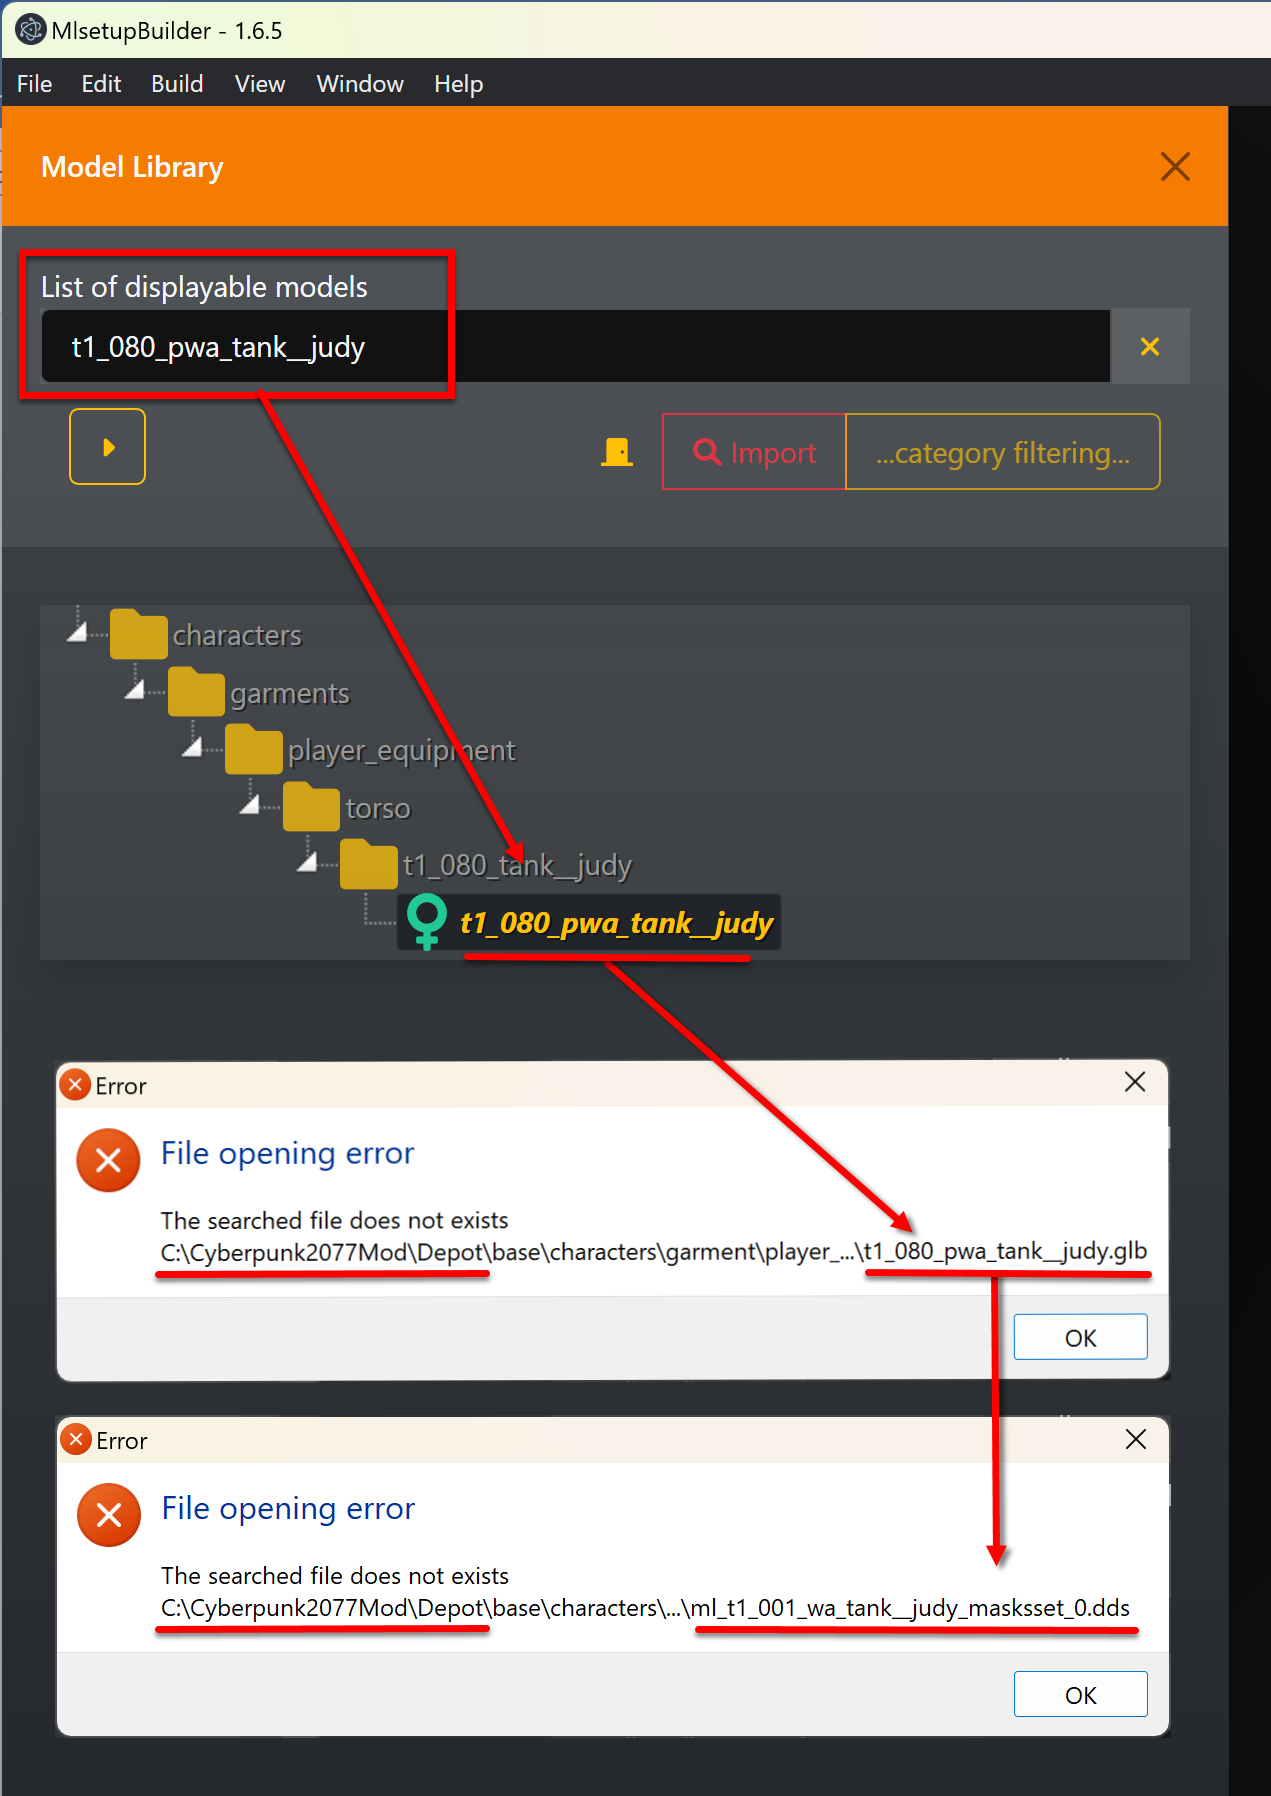 MlsetupBuilder - 1.6.5
File Edit Build View Window Help
Model Library
List of displayable models
t1_080_pwa_tank__judy
Import ...category filtering...
characters
garments
player_equipment
torso
t1_080_tank__judy
t1_080_pwa_tank__judy
Error
File opening error
The searched file does not exists
C:\Cyberpunk2077Mod\Depot\base\characters\garment\player_...\t1_080_pwa_tank__judy.glb
OK
Error
File opening error
The searched file does not exists
C:\Cyberpunk2077Mod\Depot\base\characters\...\ml_t1_001_wa_tank__judy_masksset_0.dds
OK